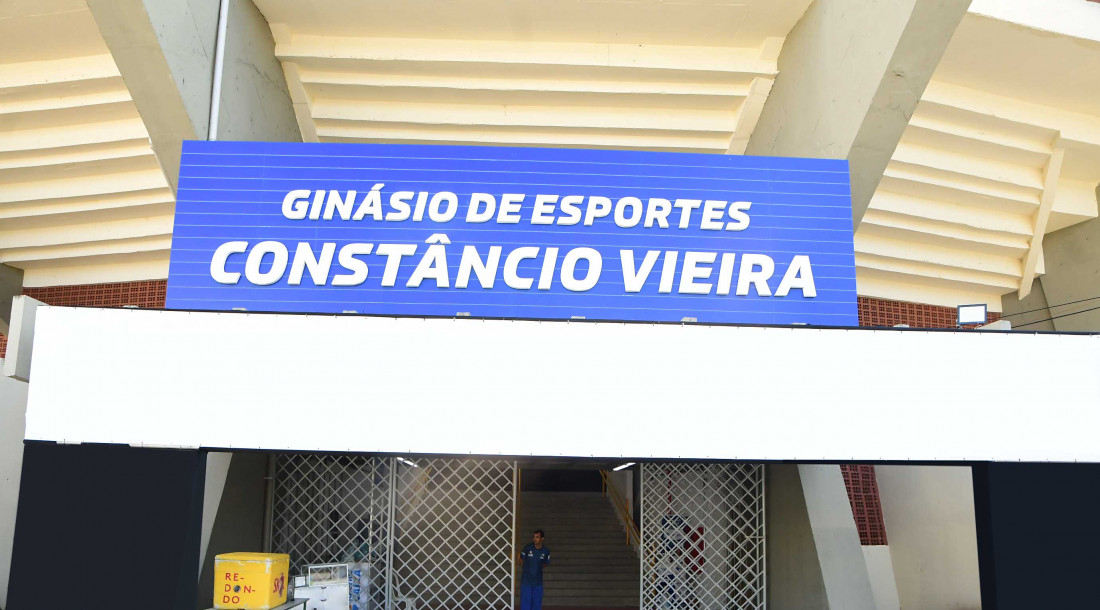 GINÁSIO DE ESPORTES
CONSTÂNCIO VIEIRA
RE-
DON-
DO